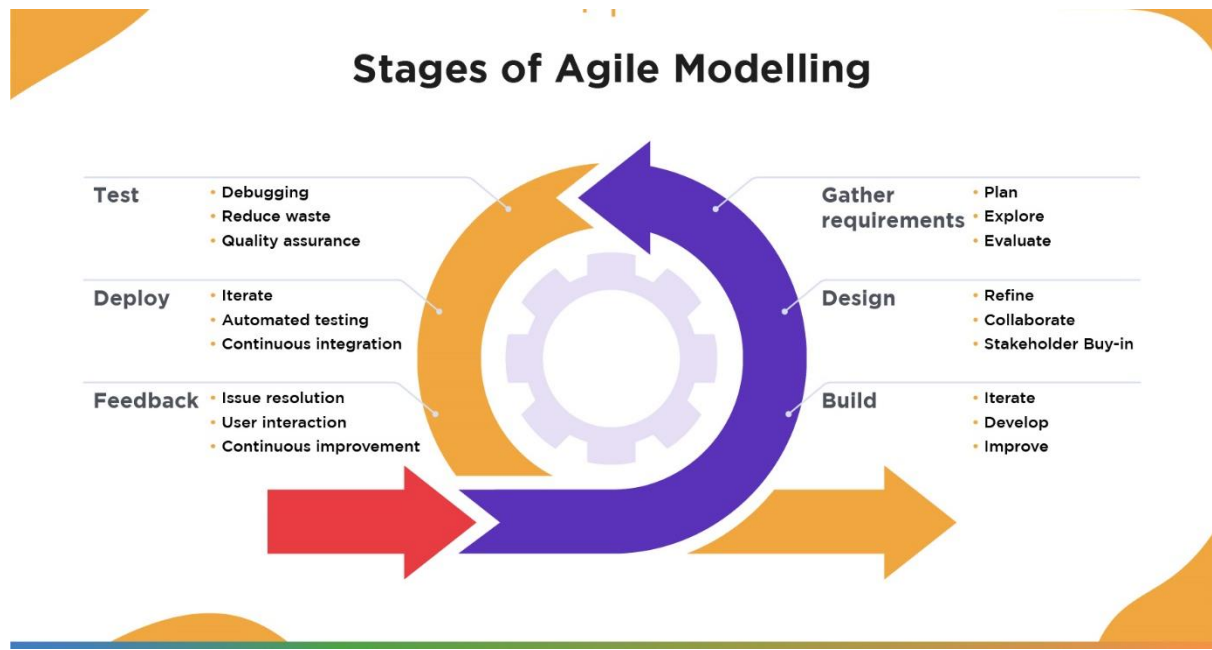 Stages of Agile Modelling
Test
• Debugging
• Reduce waste
• Quality assurance
Deploy
• Iterate
• Automated testing
• Continuous integration
Feedback
• Issue resolution
• User interaction
• Continuous improvement
Gather
requirements
• Plan
• Explore
• Evaluate
Design
• Refine
• Collaborate
• Stakeholder Buy-in
Build
• Iterate
• Develop
• Improve